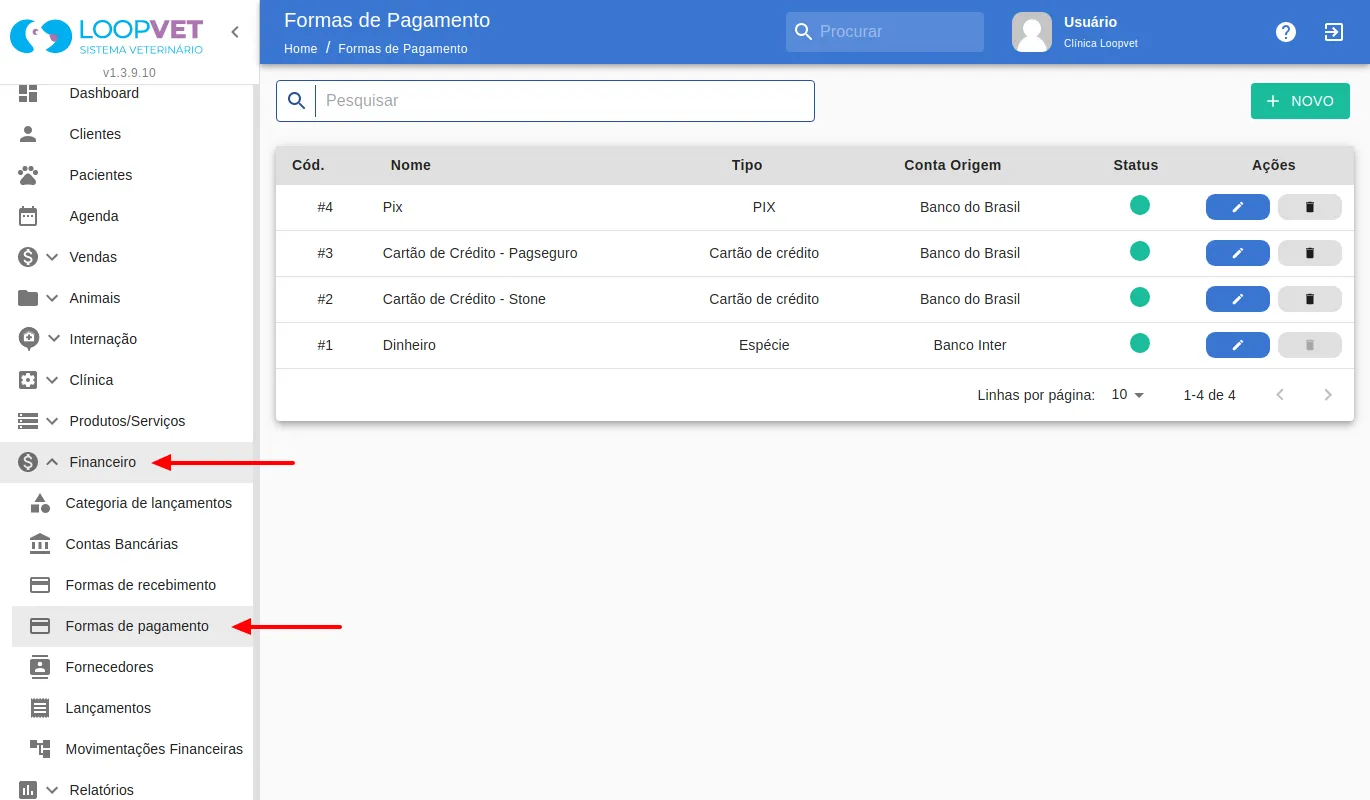 LOOPVET
SISTEMA VETERINÁRIO
v1.3.9.10
Dashboard
Clientes
Pacientes
Agenda
Vendas
Animais
Internação
Clínica
Produtos/Serviços
Financeiro
Categoria de lançamentos
Contas Bancárias
Formas de recebimento
Formas de pagamento
Fornecedores
Lançamentos
Movimentações Financeiras
Relatórios
Formas de Pagamento
Home / Formas de Pagamento
Procurar
Usuário
Clínica Loopvet
Pesquisar
+ NOVO
Cód. Nome Tipo Conta Origem Status Ações
#4 Pix PIX Banco do Brasil
#3 Cartão de Crédito - Pagseguro Cartão de crédito Banco do Brasil
#2 Cartão de Crédito - Stone Cartão de crédito Banco do Brasil
#1 Dinheiro Espécie Banco Inter
Linhas por página: 10 1-4 de 4